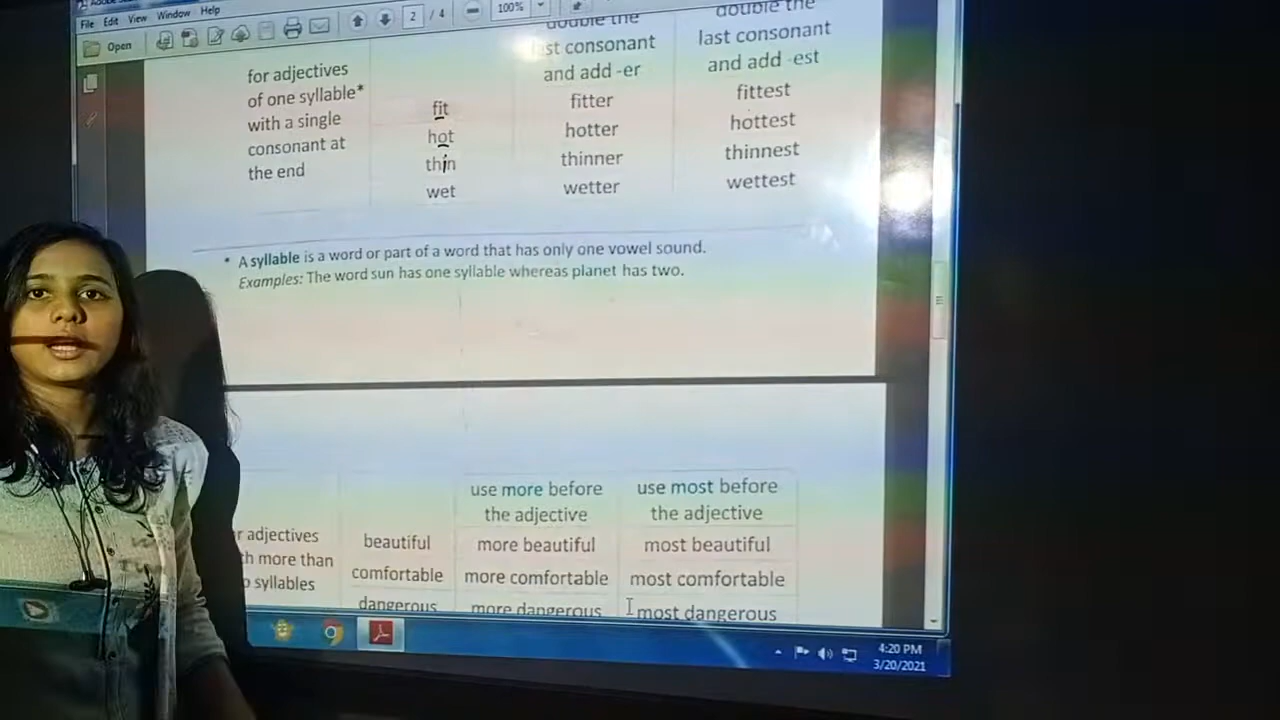 File Edit View Window Help
Open
2 / 4
100%
double the
double the
last consonant
last consonant
and add -er
and add -est
for adjectives
of one syllable*
with a single
consonant at
the end
fit
fitter
fittest
hot
hotter
hottest
thin
thinner
thinnest
wet
wetter
wettest
* A syllable is a word or part of a word that has only one vowel sound.
Examples: The word sun has one syllable whereas planet has two.
use more before
the adjective
use most before
the adjective
adjectives
more than
syllables
beautiful
more beautiful
most beautiful
comfortable
more comfortable
most comfortable
dangerous
more dangerous
most dangerous
4:20 PM
3/20/2021